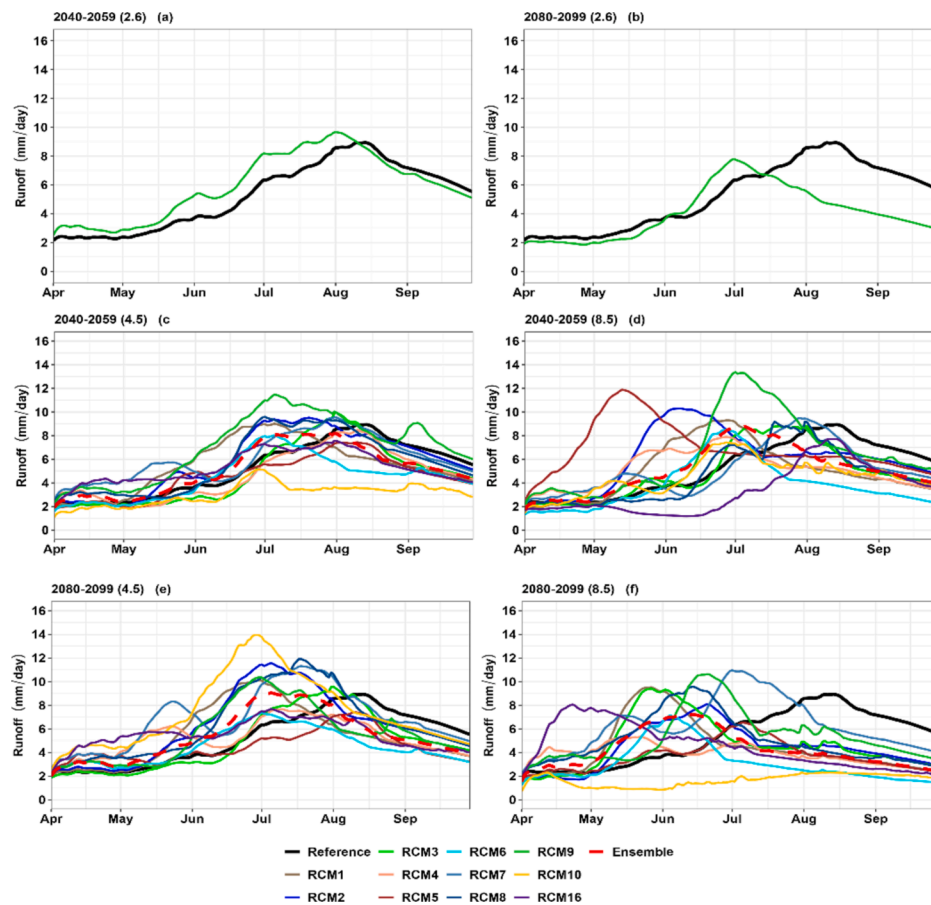 2040-2059 (2.6) (a)
2080-2099 (2.6) (b)
16
14
12
10
8
6
4
2
0
Runoff (mm/day)
Apr May Jun Jul Aug Sep
16
14
12
10
8
6
4
2
0
Runoff (mm/day)
Apr May Jun Jul Aug Sep
2040-2059 (4.5) (c
2040-2059 (8.5) (d)
16
14
12
10
8
6
4
2
0
Runoff (mm/day)
Apr May Jun Jul Aug Sep
16
14
12
10
8
6
4
2
0
Runoff (mm/day)
Apr May Jun Jul Aug Sep
2080-2099 (4.5) (e)
2080-2099 (8.5) (f)
16
14
12
10
8
6
4
2
0
Runoff (mm/day)
Apr May Jun Jul Aug Sep
16
14
12
10
8
6
4
2
0
Runoff (mm/day)
Apr May Jun Jul Aug Sep
Reference RCM3 RCM6 RCM9 Ensemble
RCM1 RCM4 RCM7 RCM10
RCM2 RCM5 RCM8 RCM16